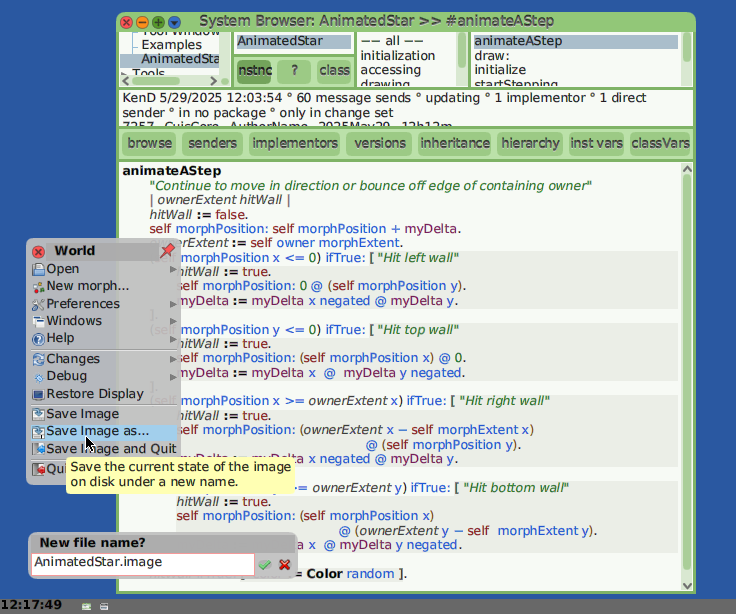 System Browser: AnimatedStar >> #animateAStep
Examples
AnimatedSta
Tools
AnimatedStar
nstnc
?
class
-- all --
initialization
accessing
drawing
animateAStep
draw:
initialize
startStepping
KenD 5/29/2025 12:03:54 ° 60 message sends ° updating ° 1 implementor ° 1 direct
sender ° in no package ° only in change set
browse
senders
implementors
versions
inheritance
hierarchy
inst vars
classVars
animateAStep
"Continue to move in direction or bounce off edge of containing owner"
| ownerExtent hitWall |
hitWall := false.
self morphPosition: self morphPosition + myDelta.
erExtent := self owner morphExtent.
morphPosition x <= 0) ifTrue: [ "Hit left wall"
hitWall := true.
self morphPosition: 0 @ (self morphPosition y).
myDelta := myDelta x negated @ myDelta y.
].
(self morphPosition y <= 0) ifTrue: [ "Hit top wall"
hitWall := true.
self morphPosition: (self morphPosition x) @ 0.
myDelta := myDelta x @ myDelta y negated.
].
(self morphPosition x >= ownerExtent x) ifTrue: [ "Hit right wall"
hitWall := true.
self morphPosition: (ownerExtent x - self morphExtent x)
@ (self morphPosition y).
myDelta := myDelta x negated @ myDelta y.
>= ownerExtent y) ifTrue: [ "Hit bottom wall"
hitWall := true.
self morphPosition: (self morphPosition x)
@ (ownerExtent y - self morphExtent y).
a x @ myDelta y negated.
= Color random ].
World
Open
New morph...
Preferences
Windows
Help
Changes
Debug
Restore Display
Save Image
Save Image as...
Save Image and Quit
Qui
Save the current state of the image
on disk under a new name.
New file name?
AnimatedStar.image
12:17:49